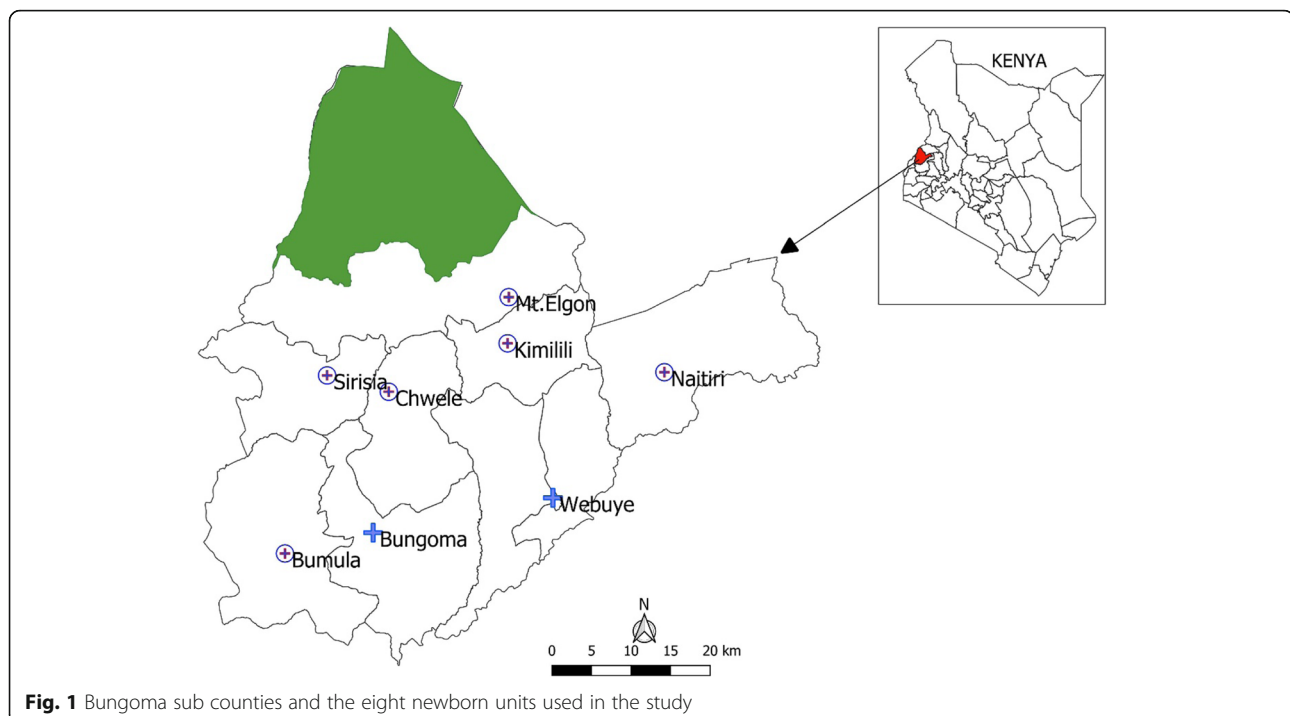 KENYA
Mt.Elgon
Kimilili
Naitiri
Sirisia
Chwele
Webuye
Bungoma
Bumula
N
0 5 10 15 20 km
Fig. 1 Bungoma sub counties and the eight newborn units used in the study